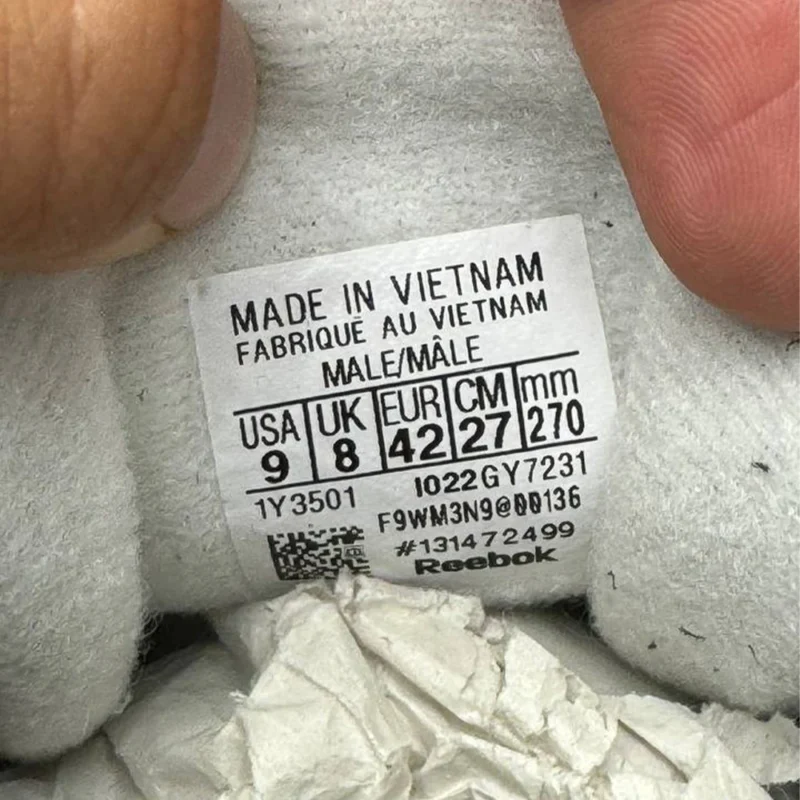 MADE IN VIETNAM
FABRIQUÉ AU VIETNAM
MALE/MÂLE
USA UK EUR CM mm
9 8 42 27 270
1Y3501 1022GY7231
F9WM3N9@00136
#131472499
Reebok